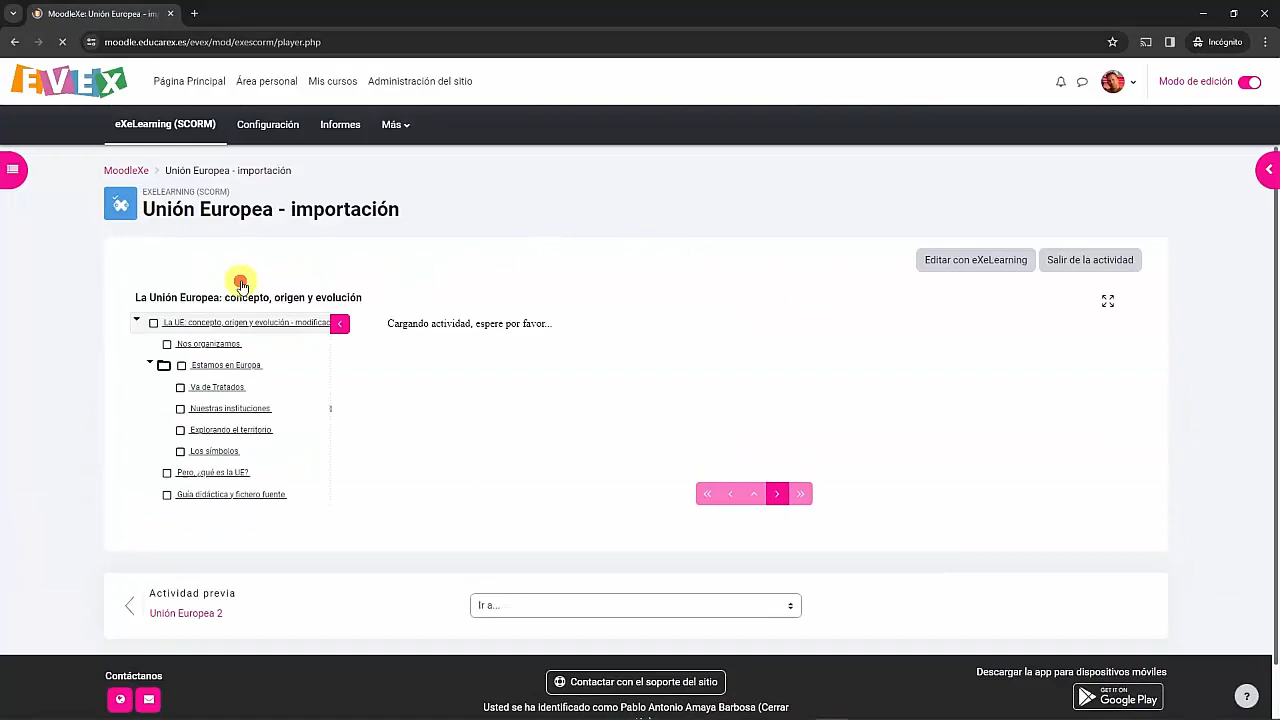 MoodleXe: Unión Europea - im
moodle.educarex.es/evex/mod/exescorm/player.php
Incógnito
EVEX
Página Principal
Área personal
Mis cursos
Administración del sitio
Modo de edición
eXeLearning (SCORM)
Configuración
Informes
Más
MoodleXe
Unión Europea - importación
EXELEARNING (SCORM)
Unión Europea - importación
Editar con eXeLearning
Salir de la actividad
La Unión Europea: concepto, origen y evolución
La UE: concepto, origen y evolución - modificac
Cargando actividad, espere por favor...
Nos organizamos.
Estamos en Europa
Va de Tratados.
Nuestras instituciones
Explorando el territorio
Los símbolos.
Pero, ¿qué es la UE?
Guía didáctica y fichero fuente
Actividad previa
Unión Europea 2
Ir a...
Contáctanos
Contactar con el soporte del sitio
Usted se ha identificado como Pablo Antonio Amaya Barbosa (Cerrar
Descargar la app para dispositivos móviles
GET IT ON
Google Play
?